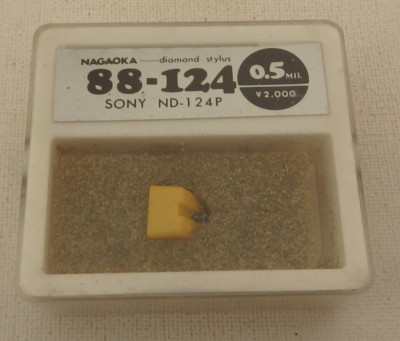 NAGAOKA — diamond stylus
88-124
SONY ND-124P
0.5 MIL
¥2,000